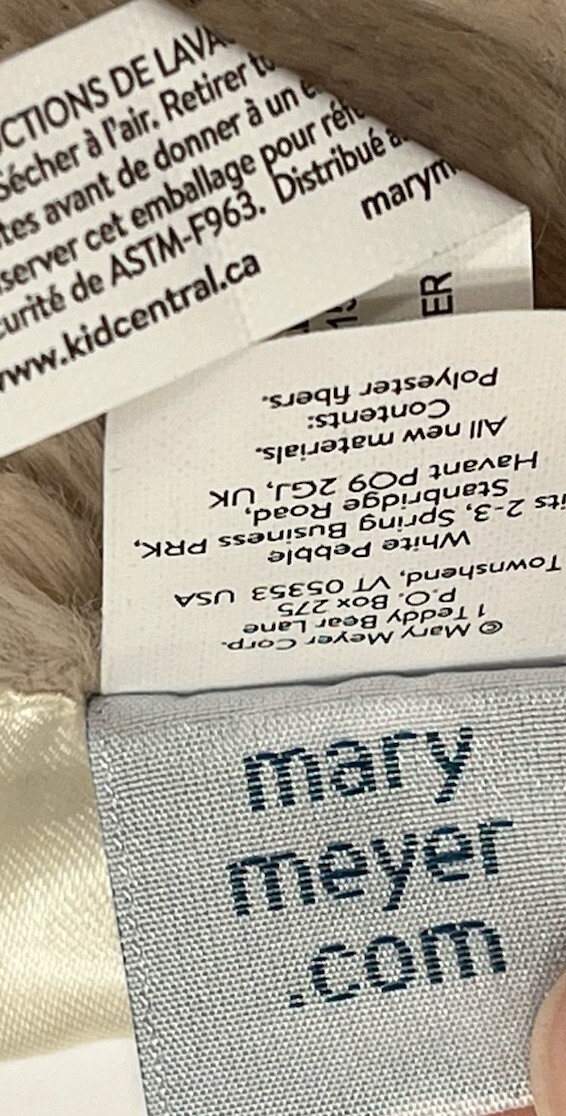 CTIONS DE LAVA
Sécher à l'air. Retirer to
tes avant de donner à un e
server cet emballage pour réf
curité de ASTM-F963. Distribué a
www.kidcentral.ca
marym
ER
© Mary Meyer Corp.
1 Teddy Bear Lane
P.O. Box 275
Townshend, VT 05353 USA
White Pebble
its 2-3, Spring Business PRK,
Stanbridge Road,
Havant PO9 2GJ, UK
All new materials.
Contents:
Polyester fibers.
mary
meyer
.com